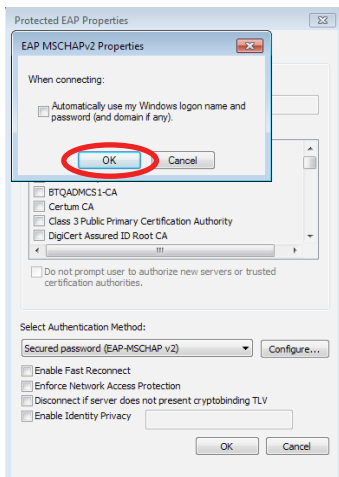 Protected EAP Properties
EAP MSCHAPv2 Properties
When connecting:
Automatically use my Windows logon name and
password (and domain if any).
OK Cancel
BTQADMCS1-CA
Certum CA
Class 3 Public Primary Certification Authority
DigiCert Assured ID Root CA
Do not prompt user to authorize new servers or trusted
certification authorities.
Select Authentication Method:
Secured password (EAP-MSCHAP v2) Configure...
Enable Fast Reconnect
Enforce Network Access Protection
Disconnect if server does not present cryptobinding TLV
Enable Identity Privacy
OK Cancel